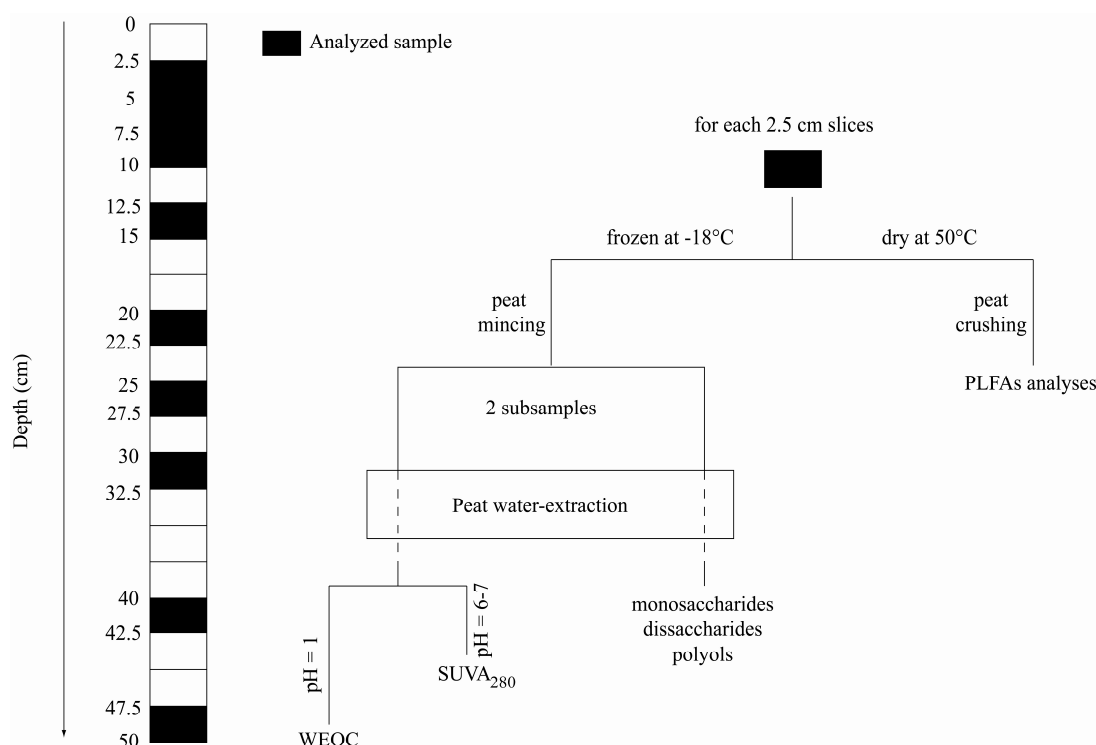 0
2.5
5
7.5
10
12.5
15
20
22.5
25
27.5
30
32.5
40
42.5
47.5
50
Depth (cm)
Analyzed sample
for each 2.5 cm slices
frozen at -18°C
dry at 50°C
peat
mincing
peat
crushing
PLFAs analyses
2 subsamples
Peat water-extraction
pH = 1
pH = 6-7
monosaccharides
dissaccharides
polyols
SUVA280
WEOC